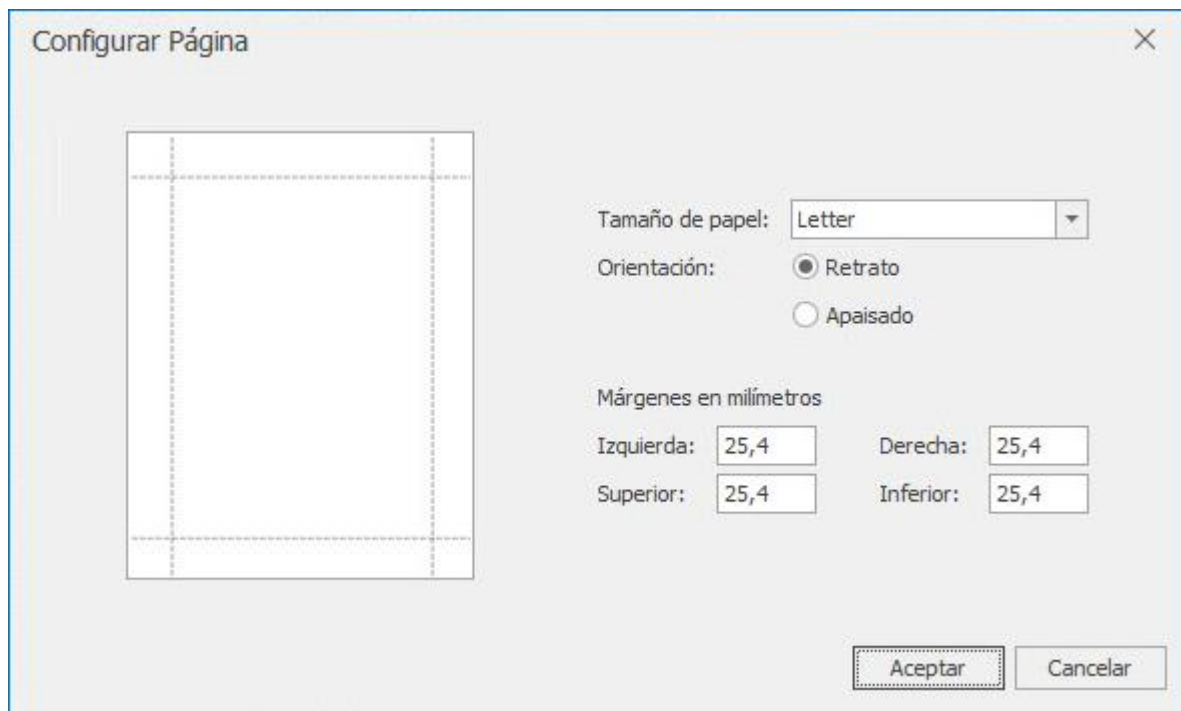 Configurar Página
Tamaño de papel: Letter
Orientación: Retrato
Apaisado
Márgenes en milímetros
Izquierda: 25,4 Derecha: 25,4
Superior: 25,4 Inferior: 25,4
Aceptar Cancelar